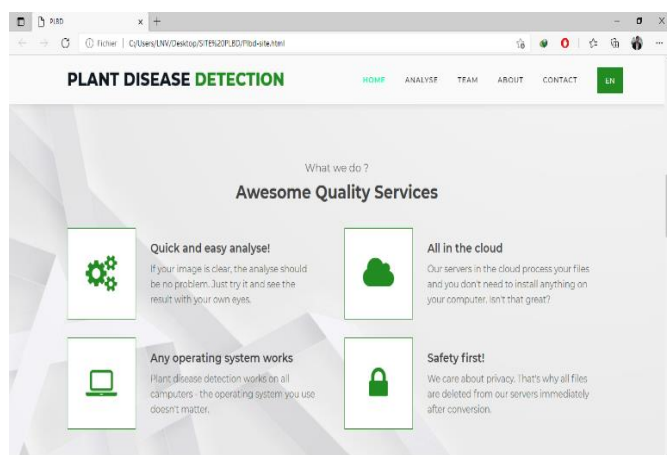 PLBD
Fichier | C:/Users/LNV/Desktop/SITE%20PLBD/Plbd-site.html
PLANT DISEASE DETECTION
HOME ANALYSE TEAM ABOUT CONTACT EN
What we do ?
Awesome Quality Services
Quick and easy analyse!
If your image is clear, the analyse should
be no problem. Just try it and see the
result with your own eyes.
All in the cloud
Our servers in the cloud process your files
and you don't need to install anything on
your computer. Isn't that great?
Any operating system works
Plant disease detection works on all
camputers - the operating system you use
doesn't matter.
Safety first!
We care about privacy. That's why all files
are deleted from our servers immediately
after conversion.